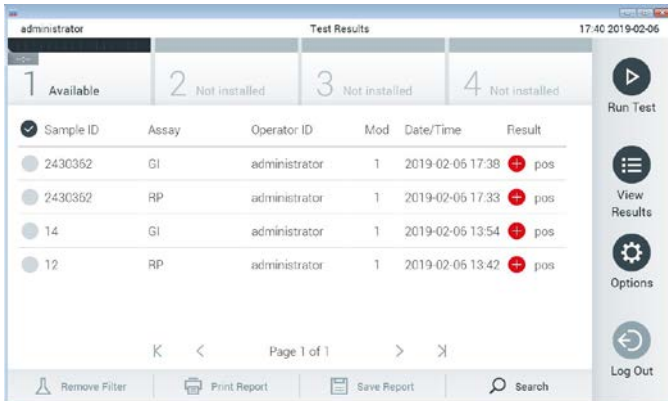 administrator Test Results 17:40 2019-02-06
1 Available 2 Not installed 3 Not installed 4 Not installed
Run Test
Sample ID Assay Operator ID Mod Date/Time Result
2430362 GI administrator 1 2019-02-06 17:38 pos
2430362 RP administrator 1 2019-02-06 17:33 pos
View Results
14 GI administrator 1 2019-02-06 13:54 pos
12 RP administrator 1 2019-02-06 13:42 pos
Options
Page 1 of 1
Log Out
Remove Filter Print Report Save Report Search